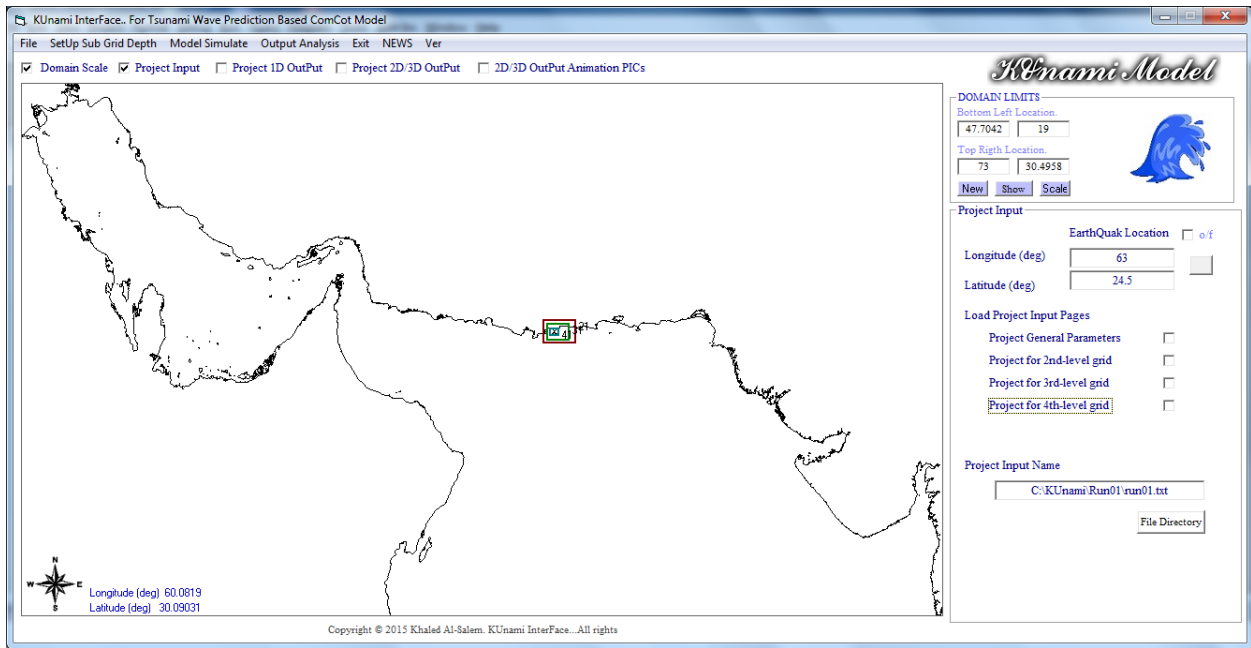 KUnami InterFace.. For Tsunami Wave Prediction Based ComCot Model
File SetUp Sub Grid Depth Model Simulate Output Analysis Exit NEWS Ver
Domain Scale Project Input Project 1D OutPut Project 2D/3D OutPut 2D/3D OutPut Animation PICs
KUnami Model
DOMAIN LIMITS
Bottom Left Location.
47.7042 19
Top Rigth Location.
73 30.4958
New Show Scale
Project Input
EarthQuak Location o/f
Longitude (deg) 63
Latitude (deg) 24.5
Load Project Input Pages
Project General Parameters
Project for 2nd-level grid
Project for 3rd-level grid
Project for 4th-level grid
Project Input Name
C:\KUnami\Run01\run01.txt
File Directory
4
N
W E
S
Longitude (deg) 60.0819
Latitude (deg) 30.09031
Copyright © 2015 Khaled Al-Salem. KUnami InterFace...All rights